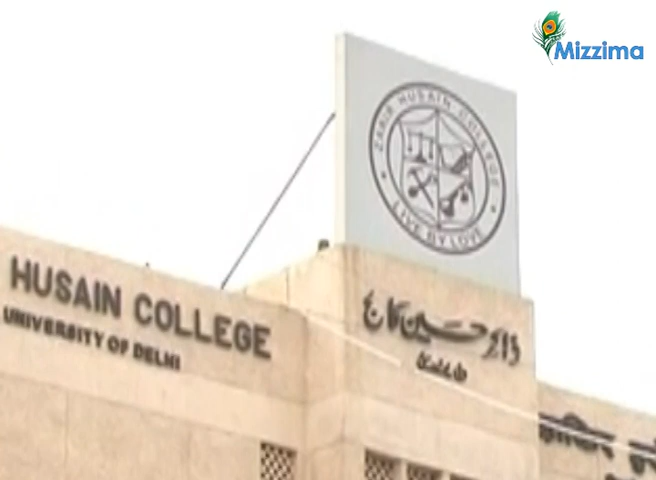 Mizzima
ZAKIR HUSAIN COLLEGE
LIVE BY LOVE
HUSAIN COLLEGE
UNIVERSITY OF DELHI
ذاکر حسین کالج